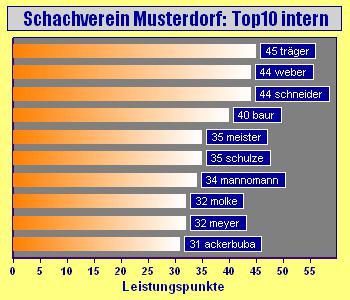 Schachverein Musterdorf: Top10 intern
45 träger
44 weber
44 schneider
40 baur
35 meister
35 schulze
34 mannomann
32 molke
32 meyer
31 ackerbuba
0 5 10 15 20 25 30 35 40 45 50 55
Leistungspunkte